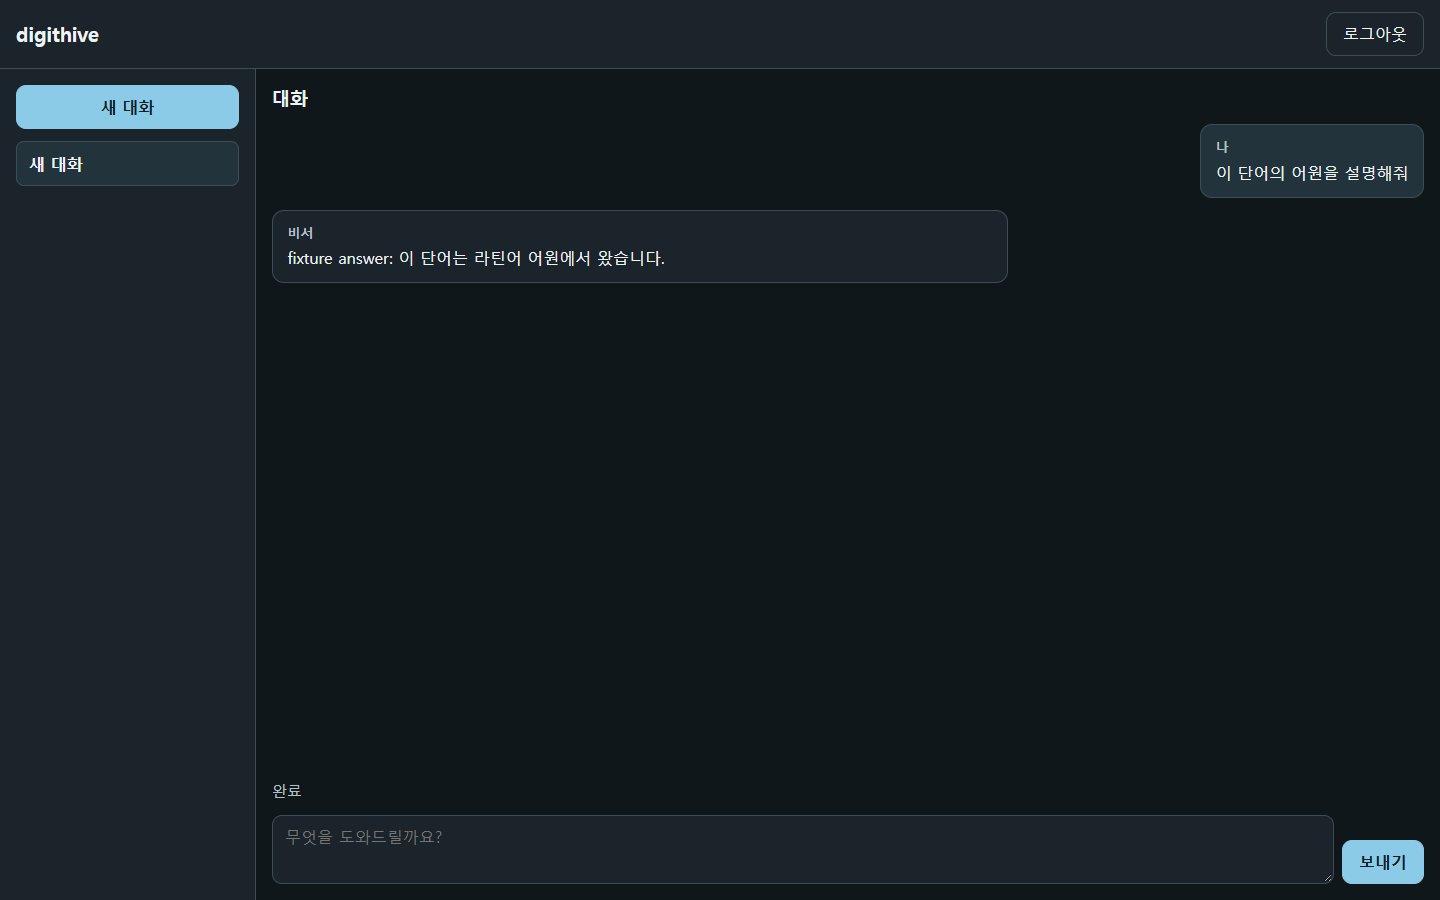 digithive
로그아웃
새 대화
새 대화
대화
나
이 단어의 어원을 설명해줘
비서
fixture answer: 이 단어는 라틴어 어원에서 왔습니다.
완료
무엇을 도와드릴까요?
보내기